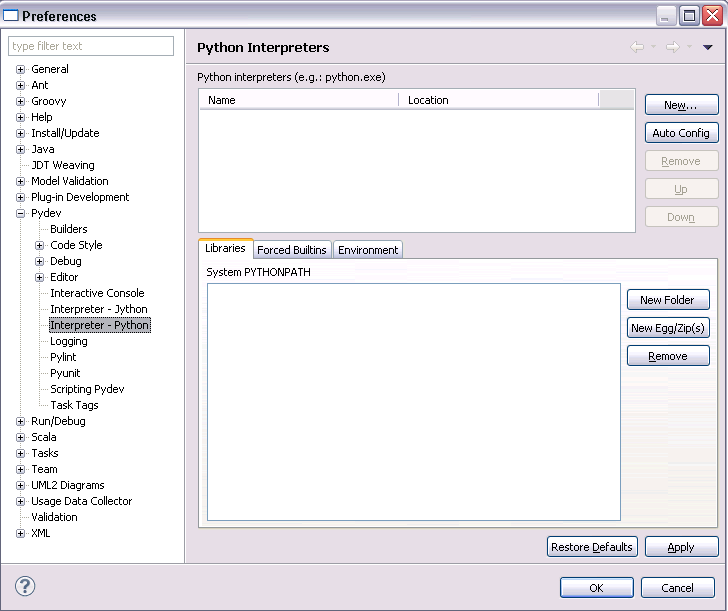 Preferences
type filter text
General
Ant
Groovy
Help
Install/Update
Java
JDT Weaving
Model Validation
Plug-in Development
Pydev
Builders
Code Style
Debug
Editor
Interactive Console
Interpreter - Jython
Interpreter - Python
Logging
Pylint
Pyunit
Scripting Pydev
Task Tags
Run/Debug
Scala
Tasks
Team
UML2 Diagrams
Usage Data Collector
Validation
XML
Python Interpreters
Python interpreters (e.g.: python.exe)
Name Location
New...
Auto Config
Remove
Up
Down
Libraries Forced Builtins Environment
System PYTHONPATH
New Folder
New Egg/Zip(s)
Remove
Restore Defaults Apply
? OK Cancel